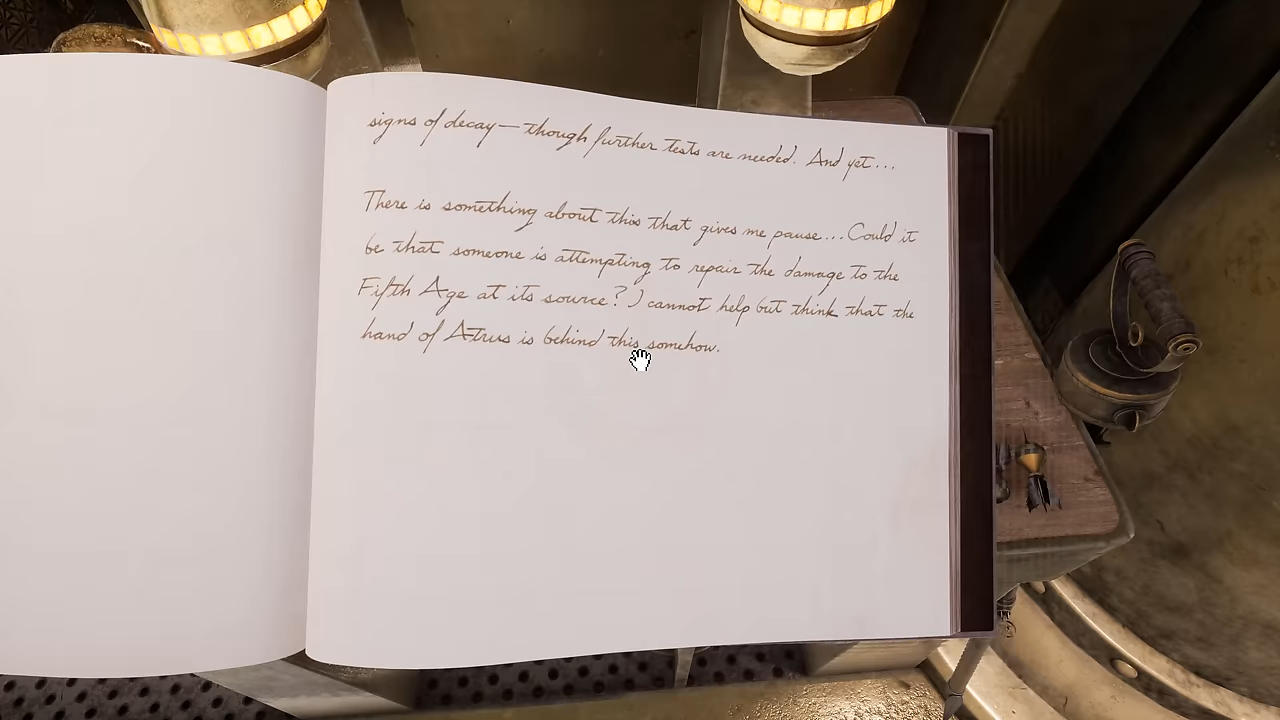 signs of decay—though further tests are needed. And yet...
There is something about this that gives me pause...Could it
be that someone is attempting to repair the damage to the
Fifth Age at its source? I cannot help but think that the
hand of Atrus is behind this somehow.